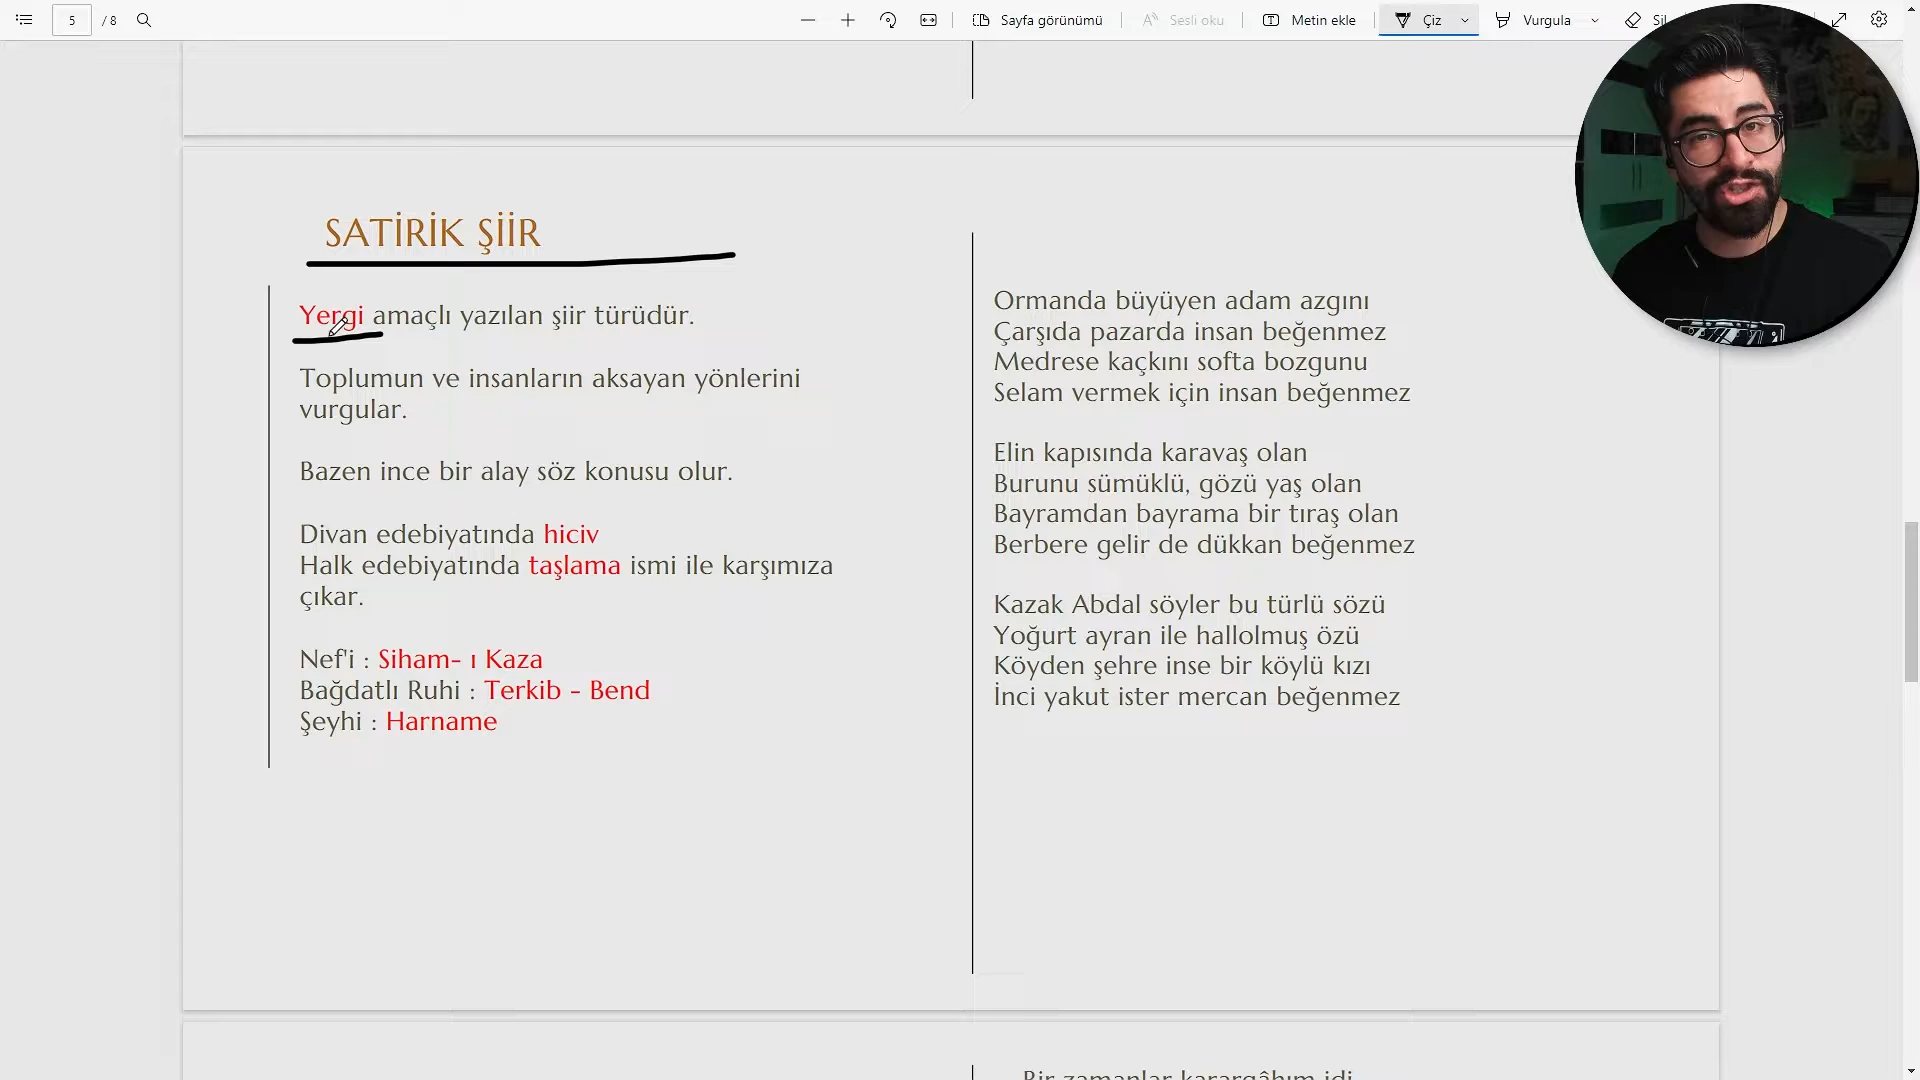 5 / 8
Sayfa görünümü
Sesli oku
Metin ekle
Çiz
Vurgula
SATİRİK ŞİİR
Yergi amaçlı yazılan şiir türüdür.
Toplumun ve insanların aksayan yönlerini
vurgular.
Bazen ince bir alay söz konusu olur.
Divan edebiyatında hiciv
Halk edebiyatında taşlama ismi ile karşımıza
çıkar.
Nef'i : Siham- ı Kaza
Bağdatlı Ruhi : Terkib - Bend
Şeyhi : Harname
Ormanda büyüyen adam azgını
Çarşıda pazarda insan beğenmez
Medrese kaçkını softa bozgunu
Selam vermek için insan beğenmez
Elin kapısında karavaş olan
Burunu sümüklü, gözü yaş olan
Bayramdan bayrama bir tıraş olan
Berbere gelir de dükkan beğenmez
Kazak Abdal söyler bu türlü sözü
Yoğurt ayran ile hallolmuş özü
Köyden şehre inse bir köylü kızı
İnci yakut ister mercan beğenmez
Bir zamanlar karargâhım idi